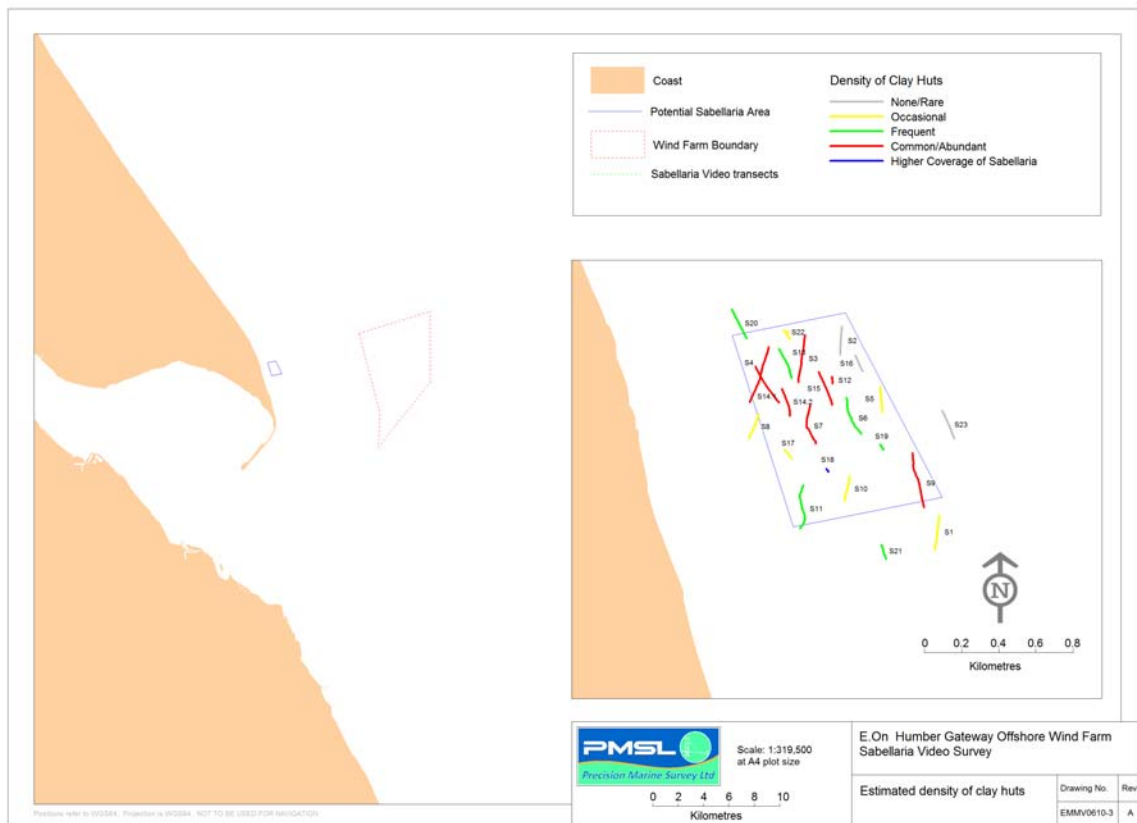 Coast
Potential Sabellaria Area
Wind Farm Boundary
Sabellaria Video transects
Density of Clay Huts
None/Rare
Occasional
Frequent
Common/Abundant
Higher Coverage of Sabellaria
S20
S22
S2
S4
S13
S3
S16
S12
S15
S5
S14
S14.2
S6
S23
S8
S7
S19
S17
S18
S9
S10
S11
S1
S21
N
0 0.2 0.4 0.6 0.8
Kilometres
PMSL
Precision Marine Survey Ltd
Scale: 1:319,500
at A4 plot size
0 2 4 6 8 10
Kilometres
E.On Humber Gateway Offshore Wind Farm
Sabellaria Video Survey
Estimated density of clay huts
Drawing No.
Rev
EMMV0610-3
A
Positions refer to WGS84. Projection is WGS84. NOT TO BE USED FOR NAVIGATION